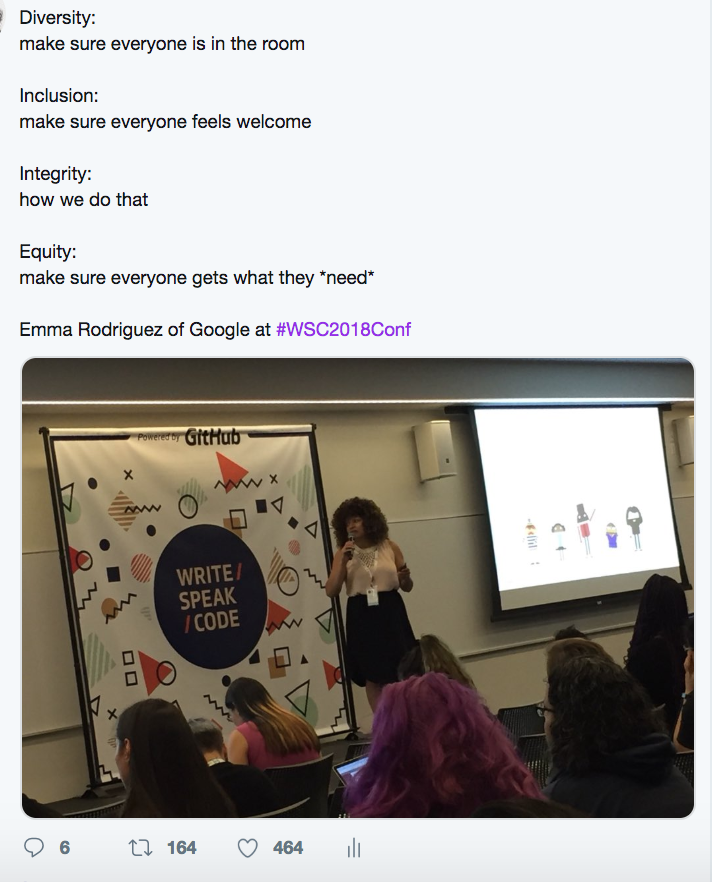 Diversity:
make sure everyone is in the room
Inclusion:
make sure everyone feels welcome
Integrity:
how we do that
Equity:
make sure everyone gets what they *need*
Emma Rodriguez of Google at #WSC2018Conf
Powered by GitHub
WRITE/
SPEAK
/CODE
6 164 464